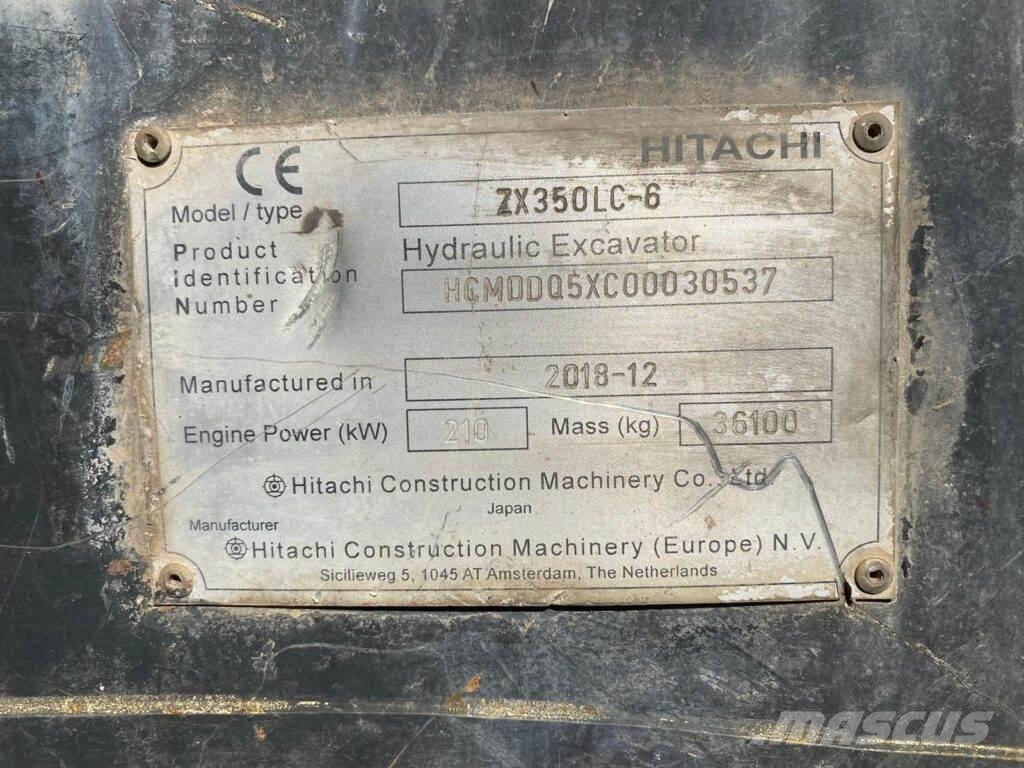 CE
HITACHI
Model / type ZX350LC-6
Product Identification Number
Hydraulic Excavator
HCMDDQ5XC00030537
Manufactured in 2018-12
Engine Power (kW) 210 Mass (kg) 36100
Hitachi Construction Machinery Co., Ltd.
Japan
Manufacturer
Hitachi Construction Machinery (Europe) N.V.
Sicilieweg 5, 1045 AT Amsterdam, The Netherlands
mascus